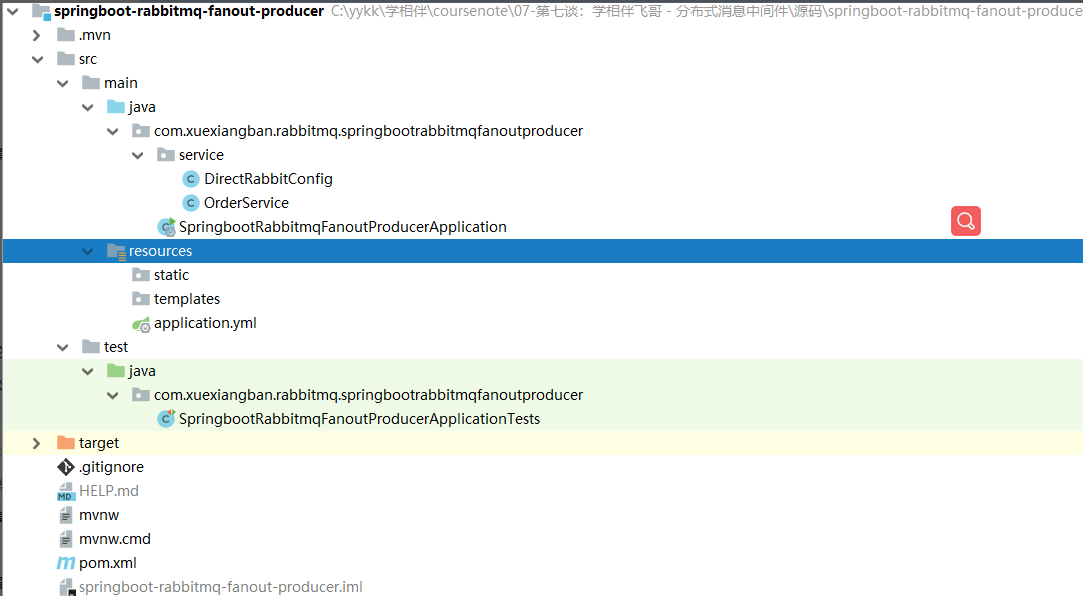 springboot-rabbitmq-fanout-producer C:\yykk\学相伴\coursenote\07-第七谈：学相伴飞哥 - 分布式消息中间件\源码\springboot-rabbitmq-fanout-produce
.mvn
src
main
java
com.xuexiangban.rabbitmq.springbootrabbitmqfanoutproducer
service
DirectRabbitConfig
OrderService
SpringbootRabbitmqFanoutProducerApplication
resources
static
templates
application.yml
test
java
com.xuexiangban.rabbitmq.springbootrabbitmqfanoutproducer
SpringbootRabbitmqFanoutProducerApplicationTests
target
.gitignore
HELP.md
mvnw
mvnw.cmd
pom.xml
springboot-rabbitmq-fanout-producer.iml